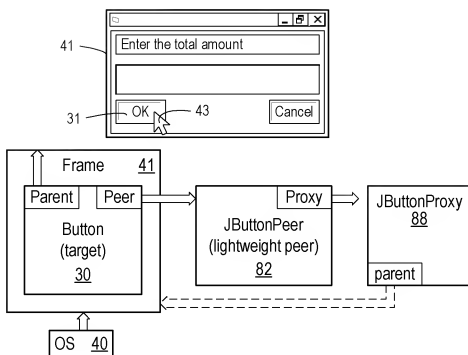 41
Enter the total amount
OK
Cancel
31
43
Frame 41
Parent Peer
Button
(target)
30
Proxy
JButtonPeer
(lightweight peer)
82
JButtonProxy
88
parent
OS 40